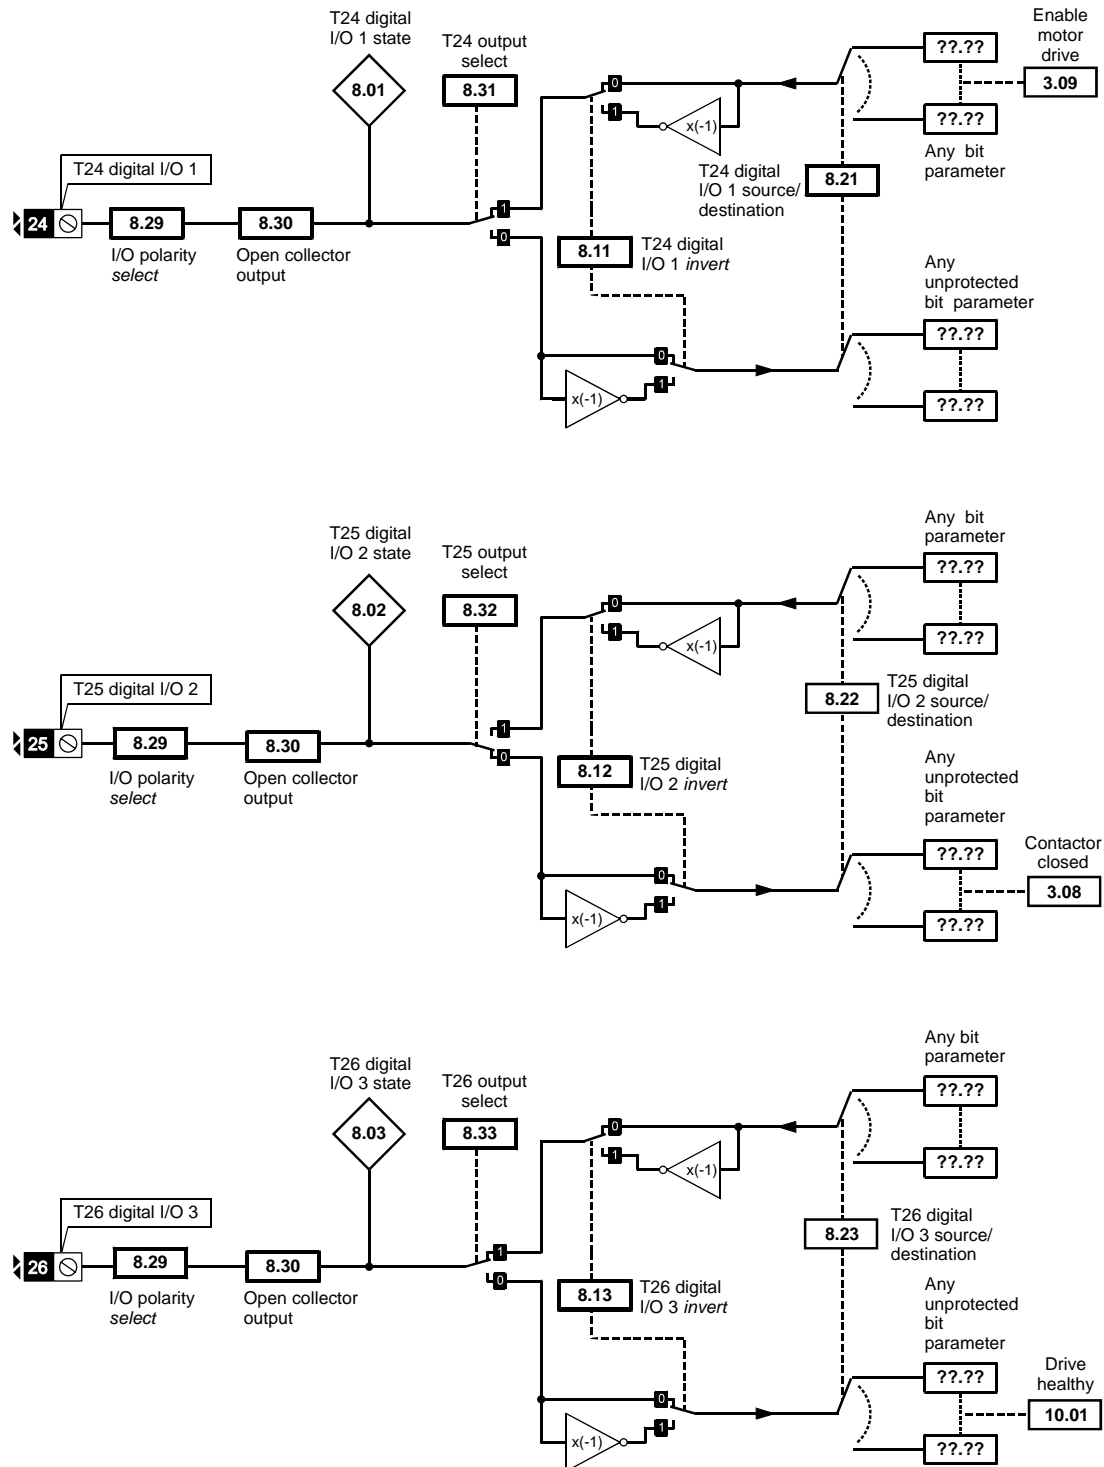 T24 digital
I/O 1 state
T24 output
select
8.01
8.31
0
1
x(-1)
??.??
??.??
Any bit
parameter
Enable
motor
drive
3.09
T24 digital I/O 1
24
8.29
I/O polarity
select
8.30
Open collector
output
1
0
8.11
T24 digital
I/O 1 invert
T24 digital
I/O 1 source/
destination
8.21
Any
unprotected
bit parameter
??.??
??.??
0
1
x(-1)
T25 digital
I/O 2 state
T25 output
select
8.02
8.32
0
1
x(-1)
Any bit
parameter
??.??
??.??
T25 digital I/O 2
25
8.29
I/O polarity
select
8.30
Open collector
output
1
0
8.12
T25 digital
I/O 2 invert
8.22
T25 digital
I/O 2 source/
destination
Any
unprotected
bit
parameter
??.??
??.??
Contactor
closed
3.08
0
1
x(-1)
T26 digital
I/O 3 state
T26 output
select
8.03
8.33
0
1
x(-1)
Any bit
parameter
??.??
??.??
T26 digital I/O 3
26
8.29
I/O polarity
select
8.30
Open collector
output
1
0
8.13
T26 digital
I/O 3 invert
8.23
T26 digital
I/O 3 source/
destination
Any
unprotected
bit
parameter
??.??
??.??
Drive
healthy
10.01
0
1
x(-1)